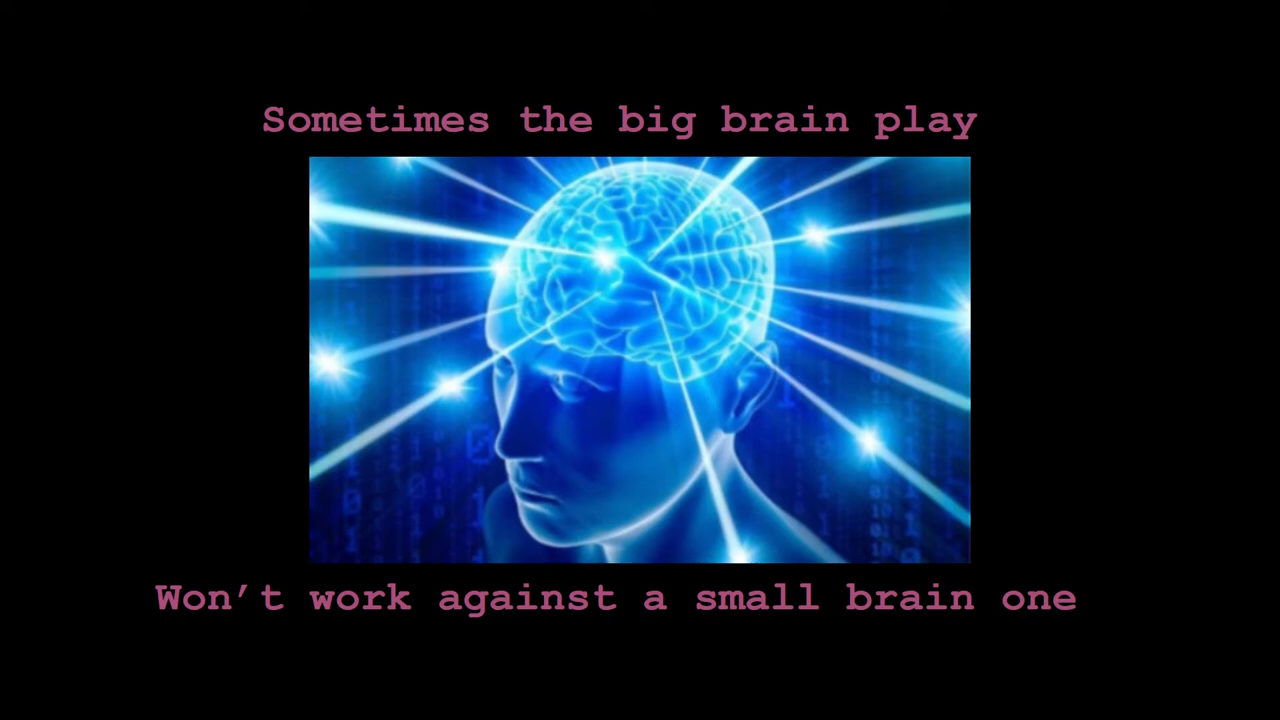 Sometimes the big brain play
Won’t work against a small brain one